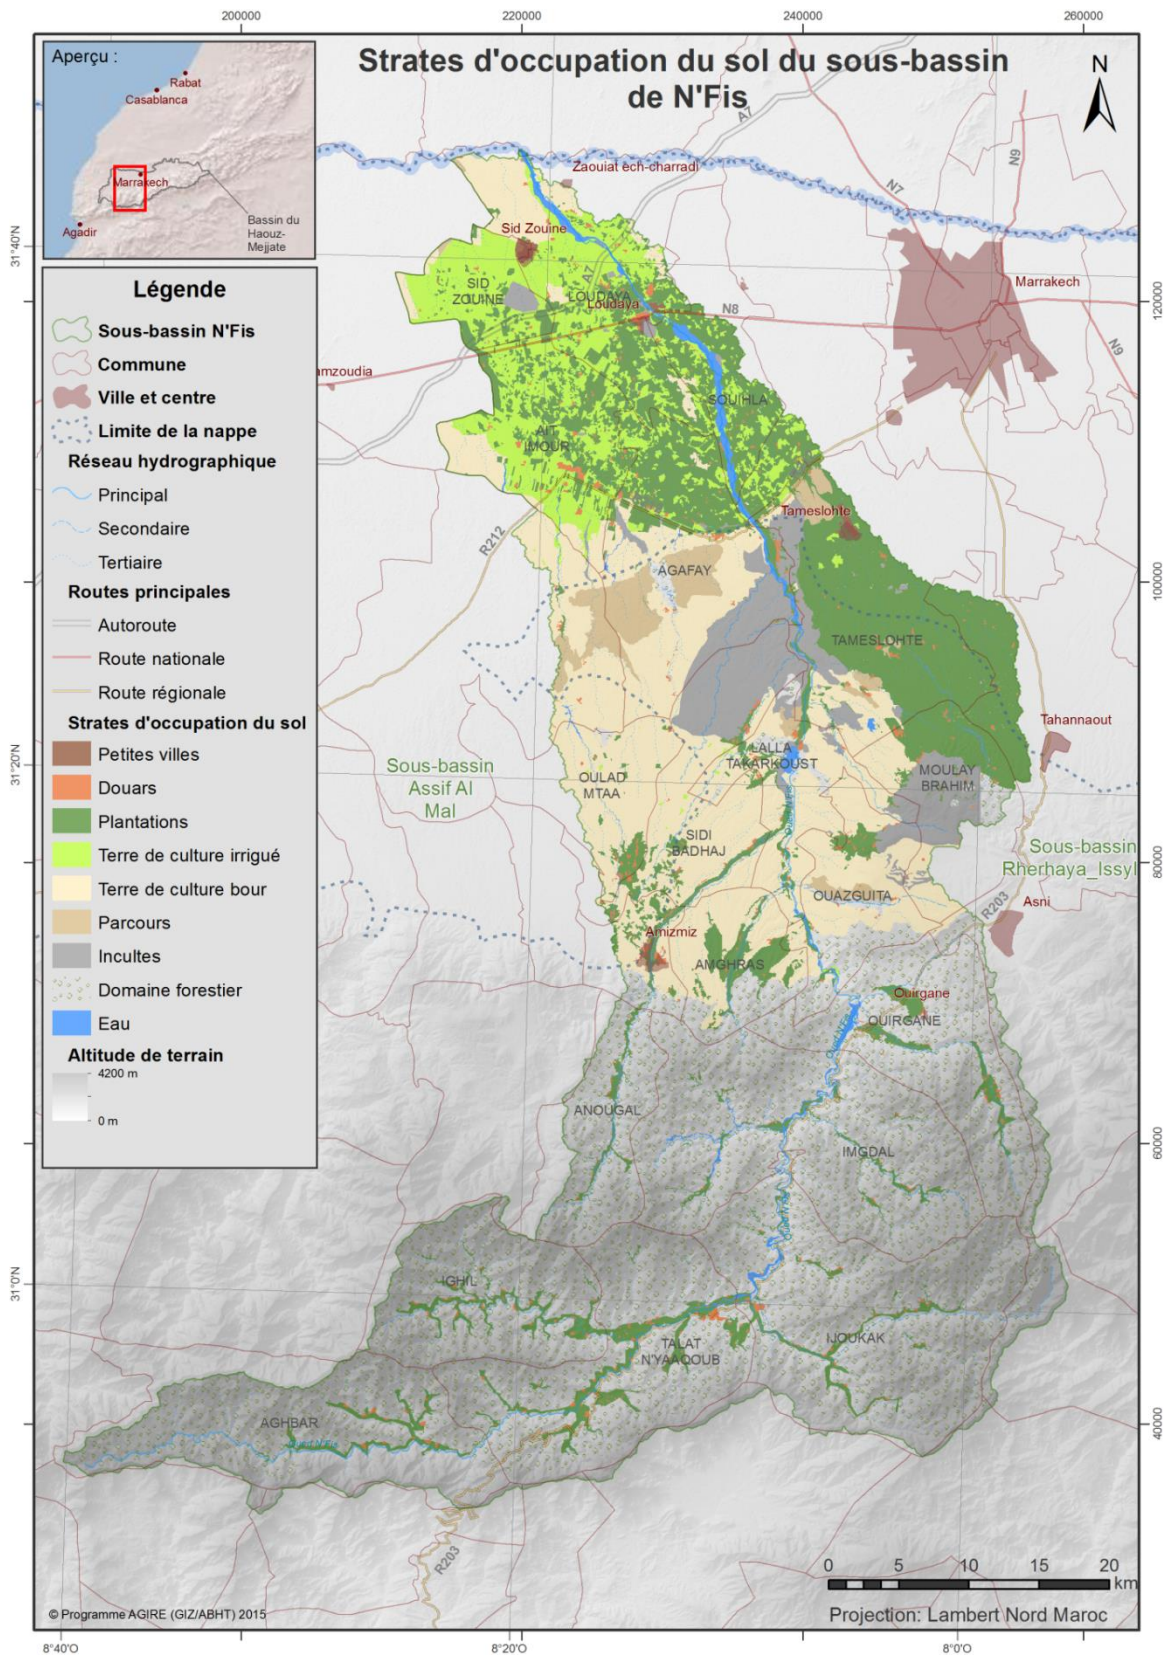 200000
220000
240000
260000
Aperçu :
Rabat
Casablanca
Marrakech
Agadir
Bassin du
Haouz-
Mejjate
Strates d'occupation du sol du sous-bassin
de N'Fis
N
A7
N9
N7
Zaouiat ech-charradi
31°40'N
Sid Zouine
SID
ZOUINE
A7
LOUDAYA
Loudaya
N8
Marrakech
N9
120000
amzoudia
SOUIHLA
AIT
IMOUR
R212
Tameslohte
AGAFAY
100000
TAMESLOHTE
Tahannaout
31°20'N
Sous-bassin
Assif Al
Mal
OULAD
MTAA
LALLA
TAKARKOUST
MOULAY
BRAHIM
SIDI
BADHAJ
Sous-bassin
Rherhaya_Issyl
80000
OUAZGUITA
R203
Asni
Amizmiz
AMGHRAS
Ouirgane
OUIRGANE
ANOUGAL
IMGDAL
60000
31°0'N
IGHIL
TALAT
N'YAAQOUB
IJOUKAK
AGHBAR
Oued N'Fis
40000
R203
Légende
Sous-bassin N'Fis
Commune
Ville et centre
Limite de la nappe
Réseau hydrographique
Principal
Secondaire
Tertiaire
Routes principales
Autoroute
Route nationale
Route régionale
Strates d'occupation du sol
Petites villes
Douars
Plantations
Terre de culture irrigué
Terre de culture bour
Parcours
Incultes
Domaine forestier
Eau
Altitude de terrain
4200 m
0 m
0 5 10 15 20
km
Projection: Lambert Nord Maroc
© Programme AGIRE (GIZ/ABHT) 2015
8°40'O
8°20'O
8°0'O